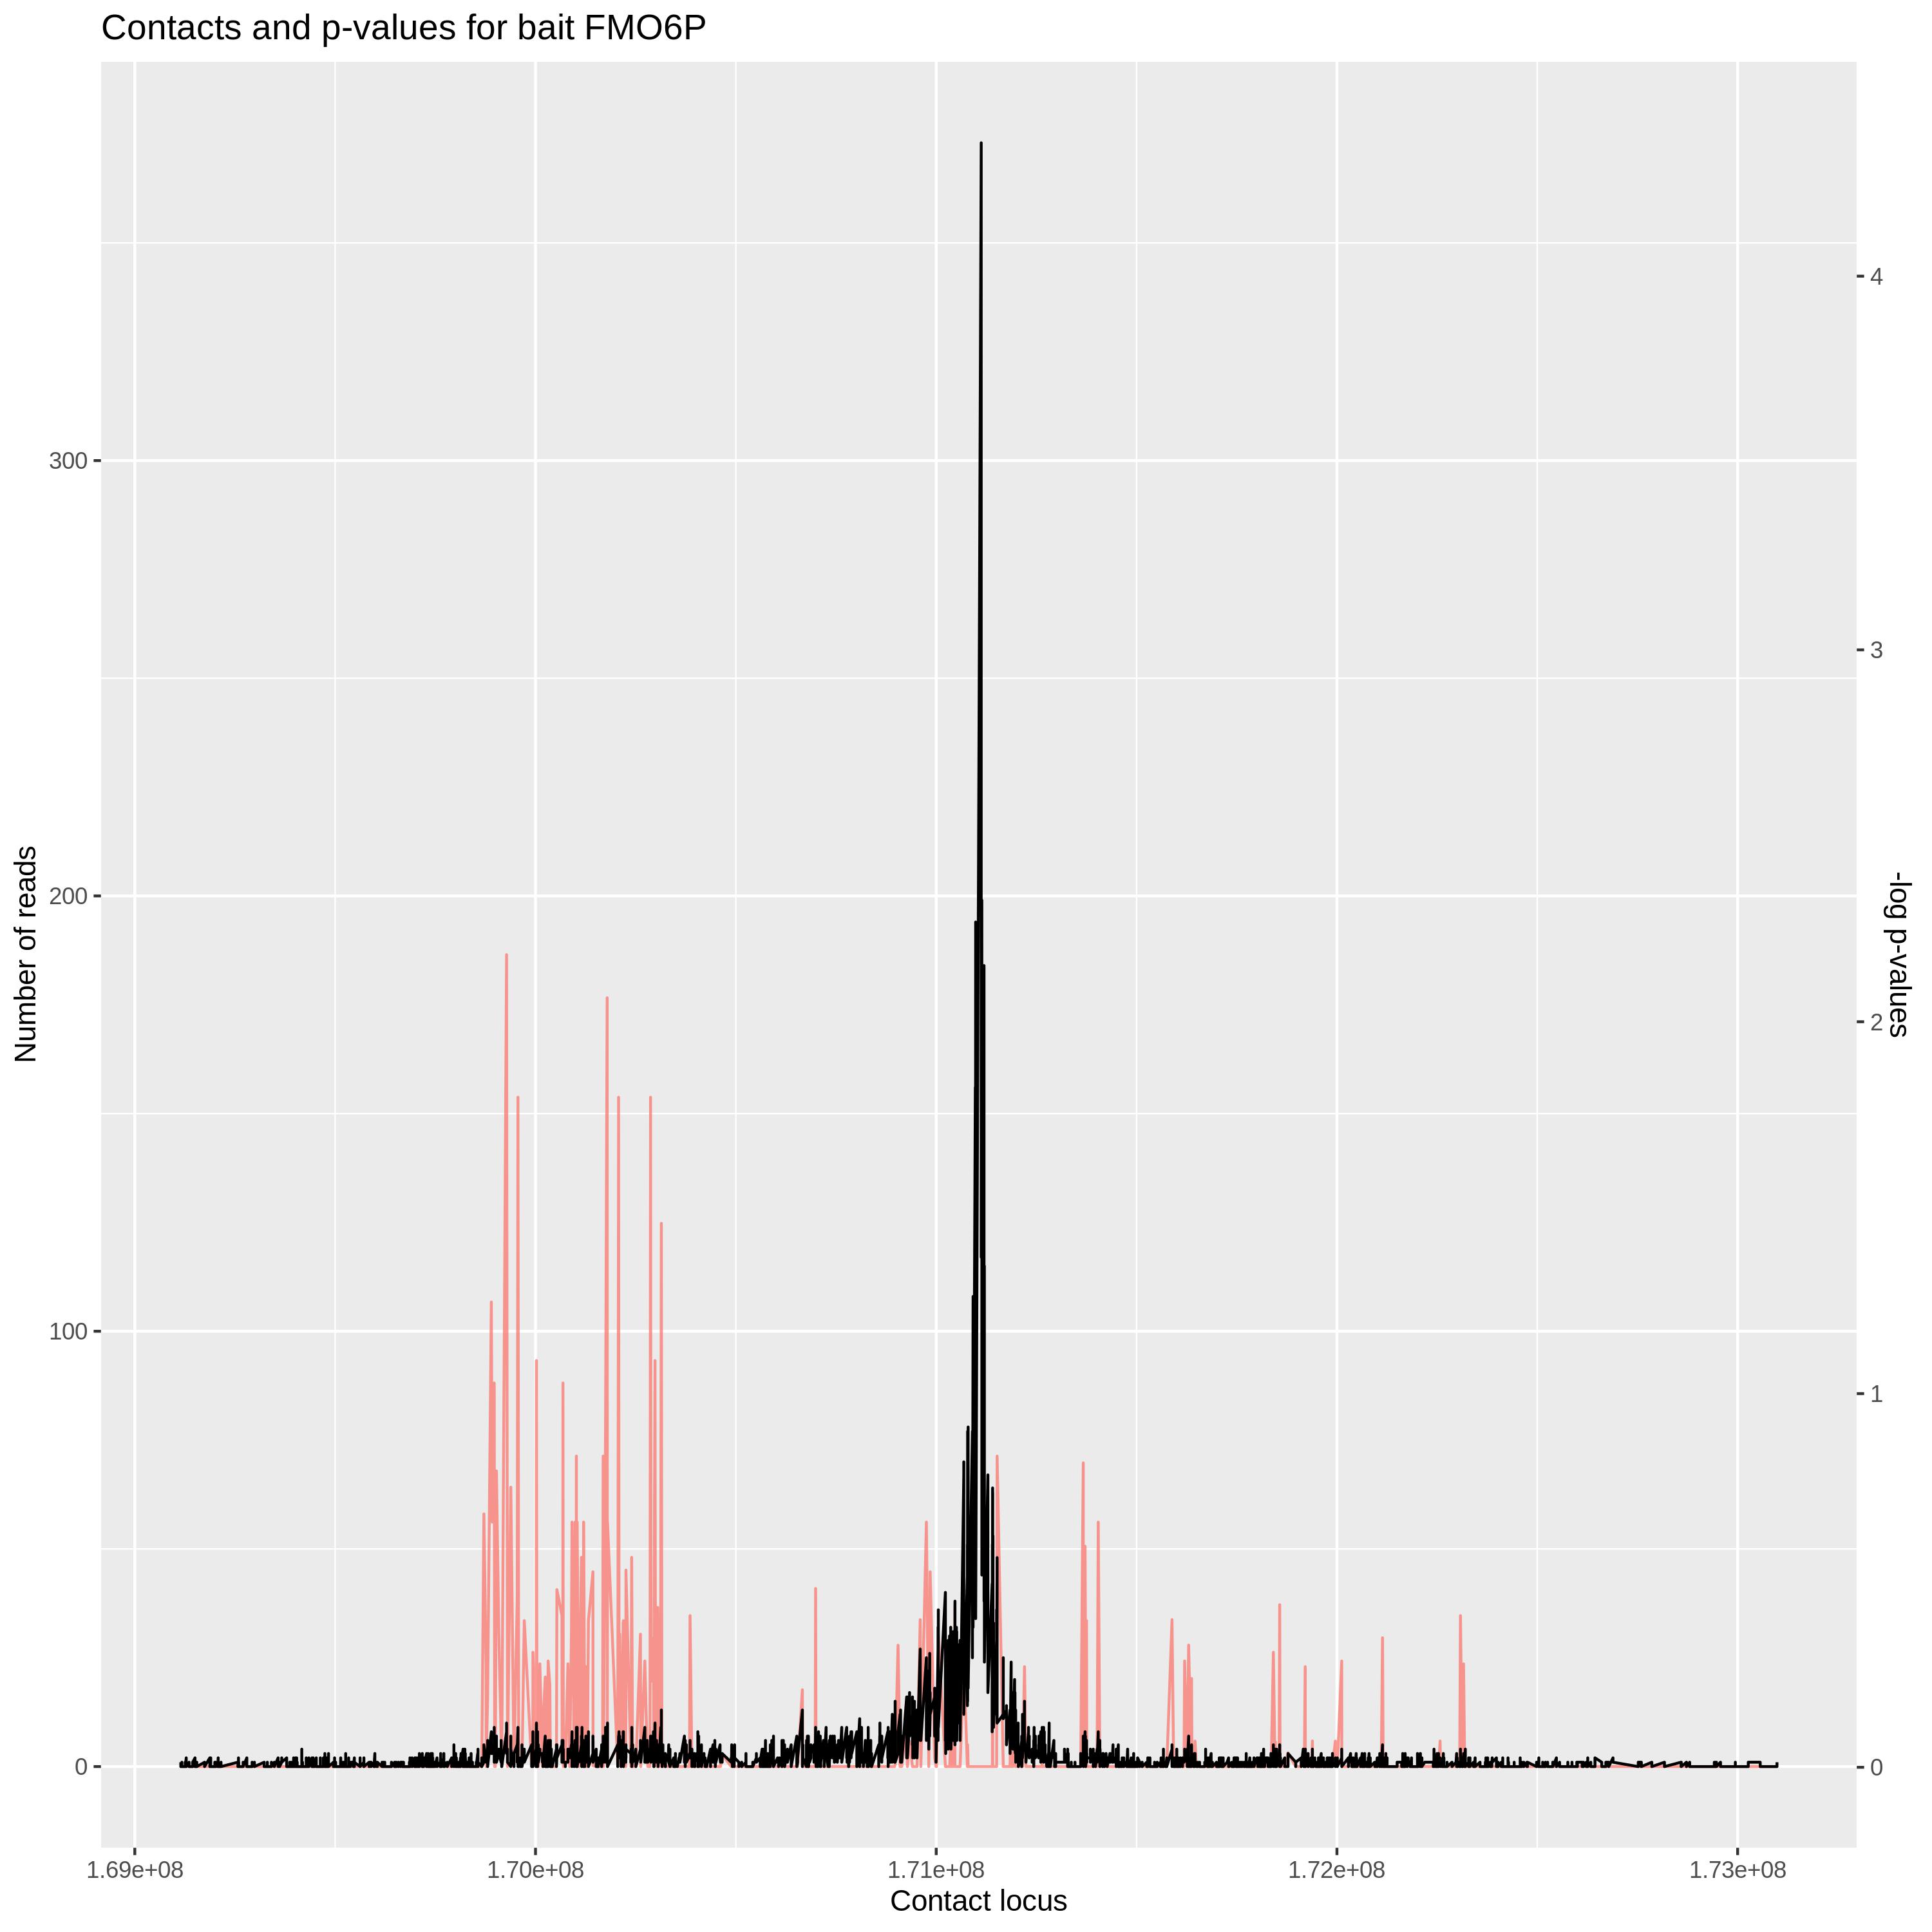 Contacts and p-values for bait FMO6P
300
200
100
0
Number of reads
4
3
2
1
0
-log p-values
1.69e+08
1.70e+08
1.71e+08
1.72e+08
1.73e+08
Contact locus